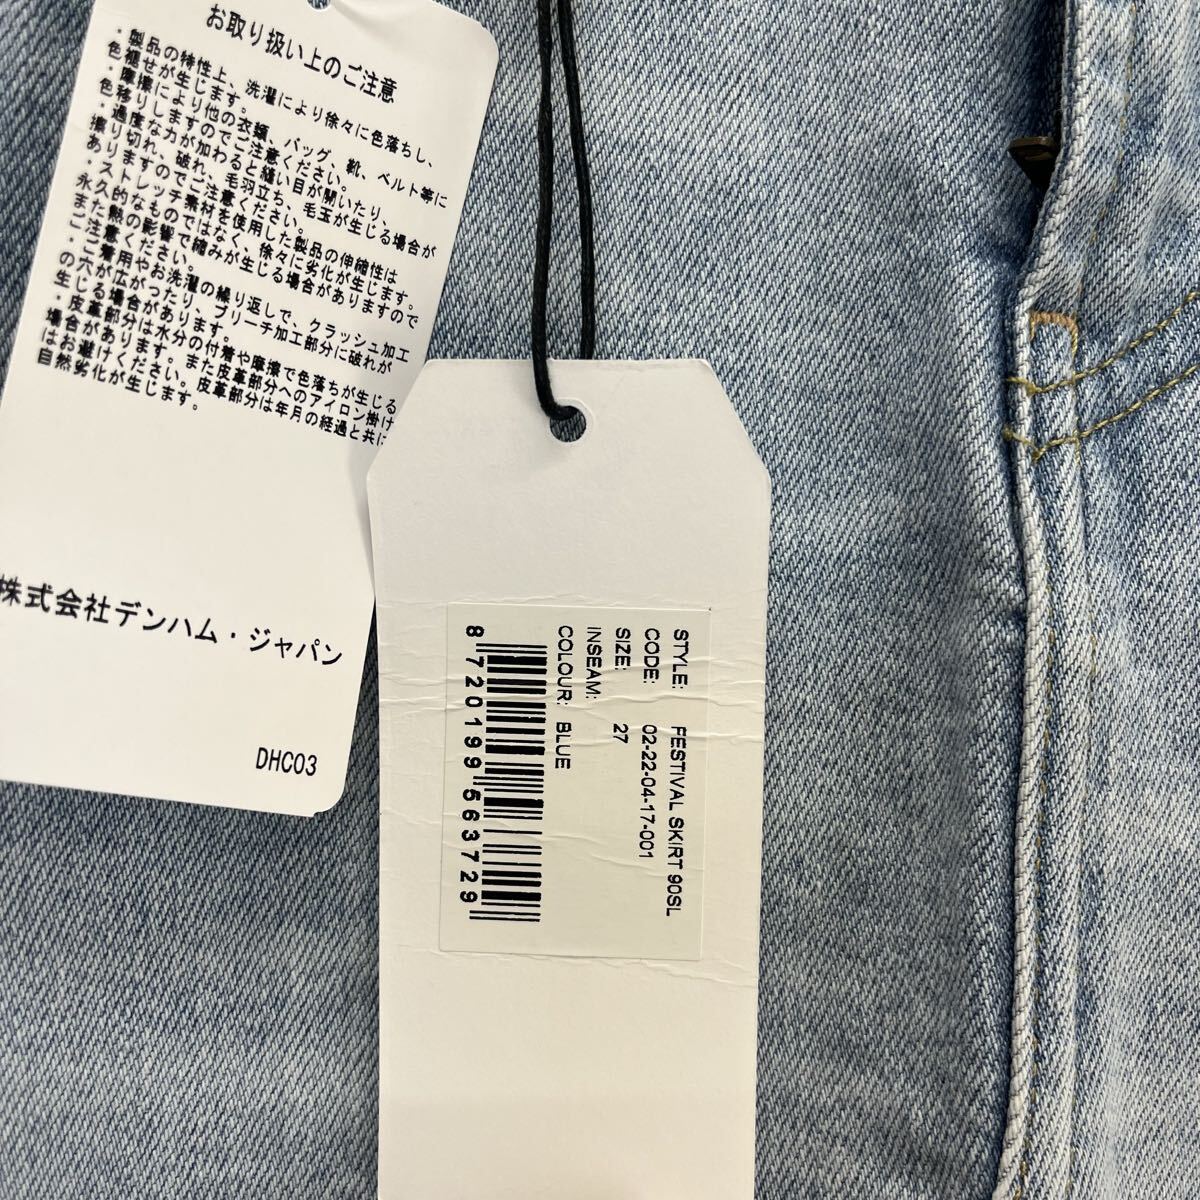 お取り扱い上のご注意
・製品の特性上、洗濯により徐々に色落ちし、
色褪せが生じます。
・摩擦により他の衣類、バッグ、靴、ベルト等に
色移りしますのでご注意ください。
・過度な力が加わると縫い目が開いたり、
擦り切れ、破れ、毛羽立ち、毛玉が生じる場合が
ありますのでご注意ください。
・ストレッチ素材を使用した製品の伸縮性は
永久的なものではなく、徐々に劣化が生じます。
また熱の影響で縮みが生じる場合がありますので
ご注意ください。
・ご着用やお洗濯の繰り返しで、クラッシュ加工
の穴が広がったり、ブリーチ加工部分に破れが
生じる場合があります。
・皮革部分は水分の付着や摩擦で色落ちが生じる
場合があります。また皮革部分へのアイロン掛け
はお避けください。皮革部分は年月の経過と共に
自然劣化が生じます。
株式会社デンハム・ジャパン
DHC03
STYLE: FESTIVAL SKIRT 90SL
CODE: 02-22-04-17-001
SIZE: 27
INSEAM:
COLOUR: BLUE
8 720199 563729